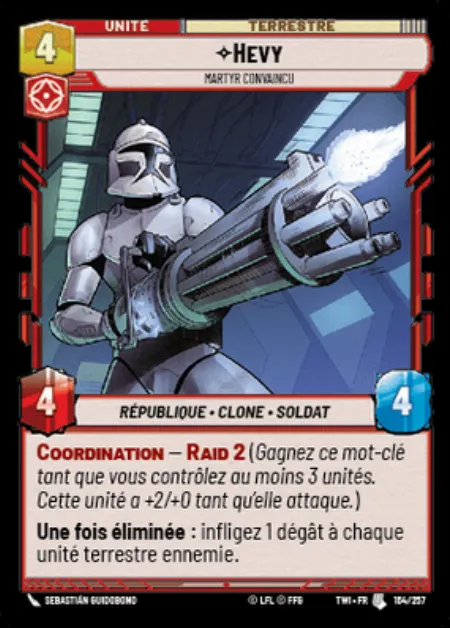 UNITÉ
TERRESTRE
4
✧HEVY
MARTYR CONVAINCU
4
4
RÉPUBLIQUE • CLONE • SOLDAT
COORDINATION – RAID 2 (Gagnez ce mot-clé
tant que vous contrôlez au moins 3 unités.
Cette unité a +2/+0 tant qu'elle attaque.)
Une fois éliminée : infligez 1 dégât à chaque
unité terrestre ennemie.
SEBASTIÁN GUIDOBONO
© LFL © FFG
TWI • FR
164/257